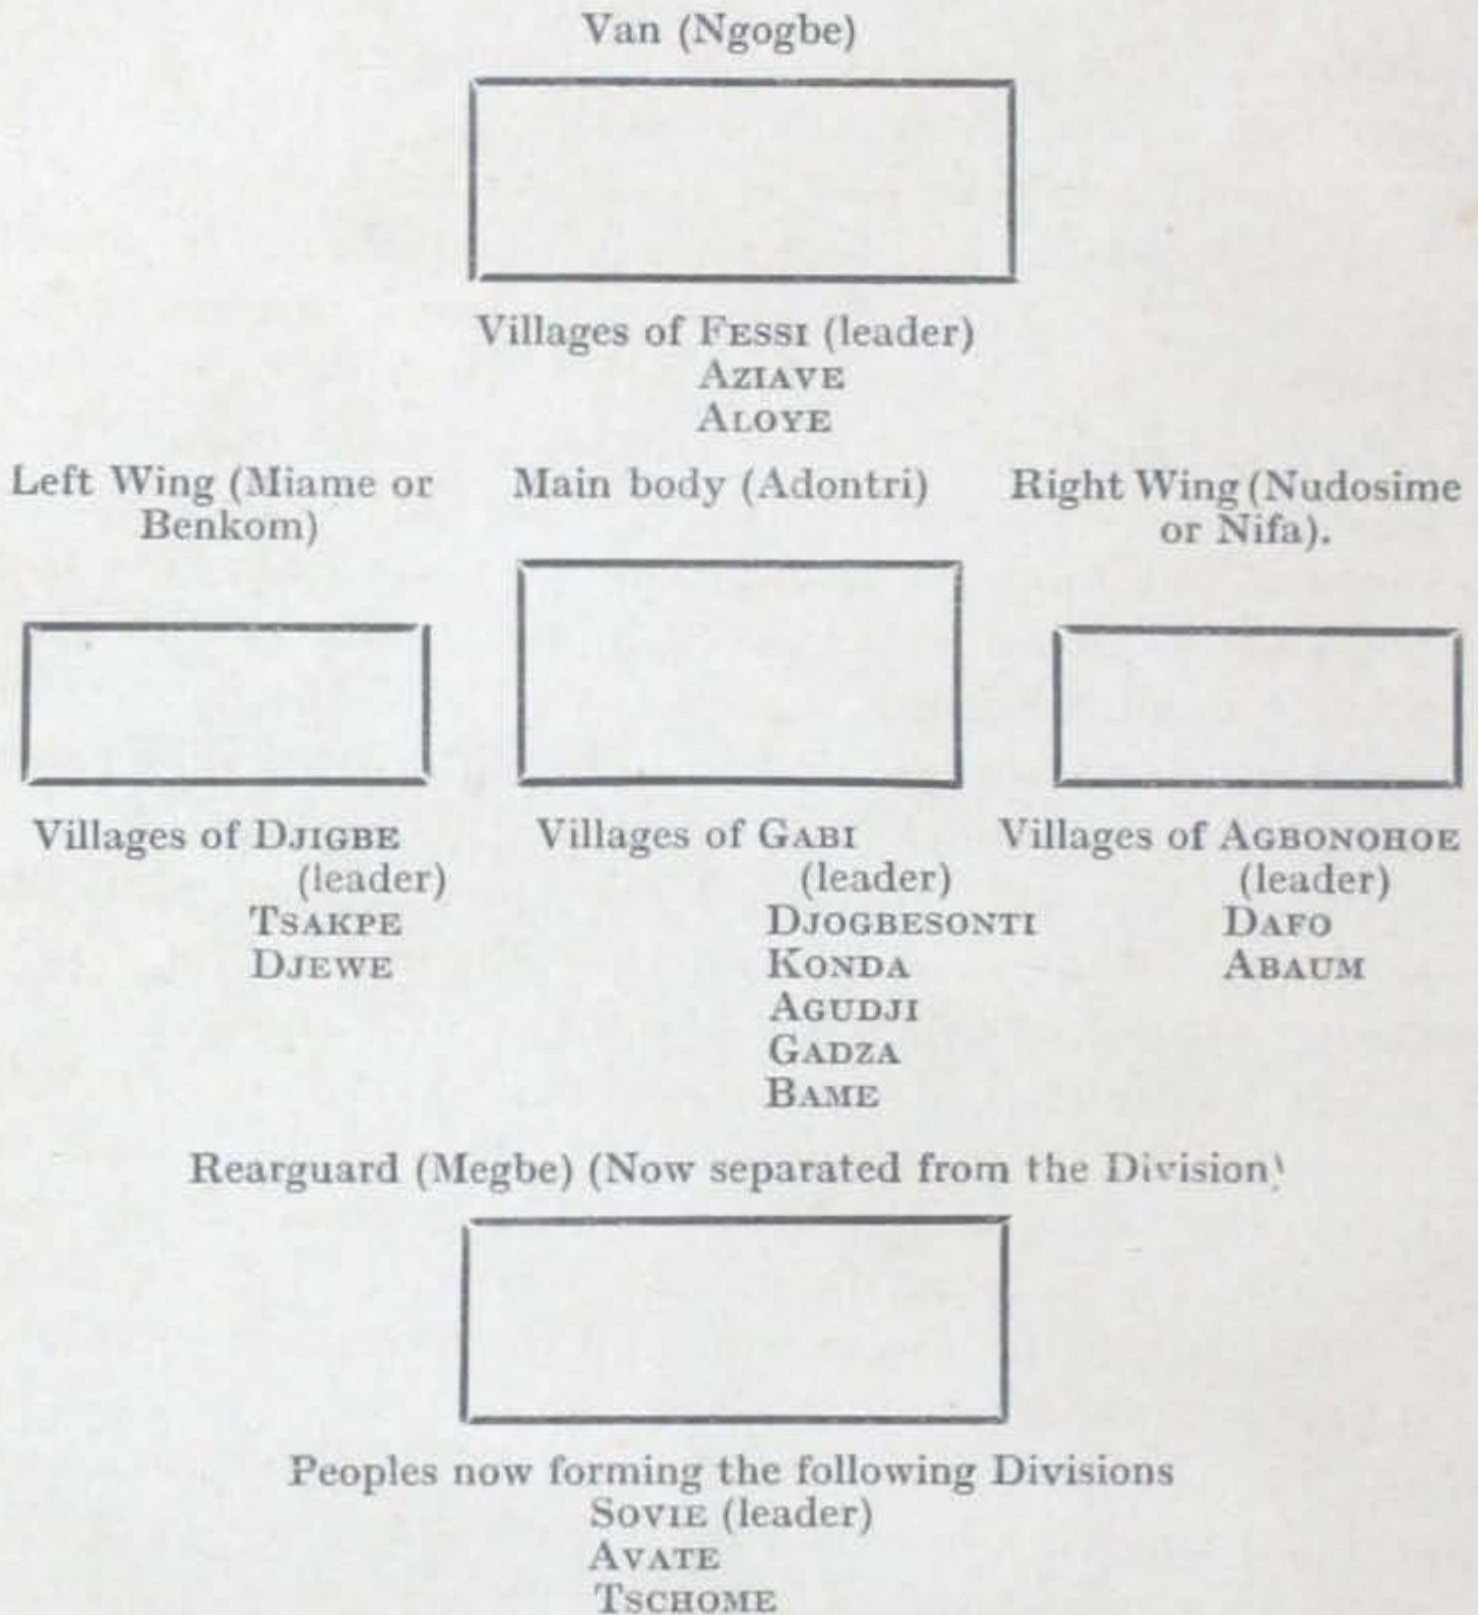 Van (Ngogbe)
Villages of FESSI (leader)
AZIAVE
ALOYE
Left Wing (Miame or
Benkom)
Villages of DJIGBE
(leader)
TSAKPE
DJEWE
Main body (Adontri)
Villages of GABI
(leader)
DJOGBESONTI
KONDA
AGUDJI
GADZA
BAME
Right Wing (Nudosime
or Nifa).
Villages of AGBONOHOE
(leader)
DAFO
ABAUM
Rearguard (Megbe) (Now separated from the Division)
Peoples now forming the following Divisions
SOVIE (leader)
AVATE
TSCHOME